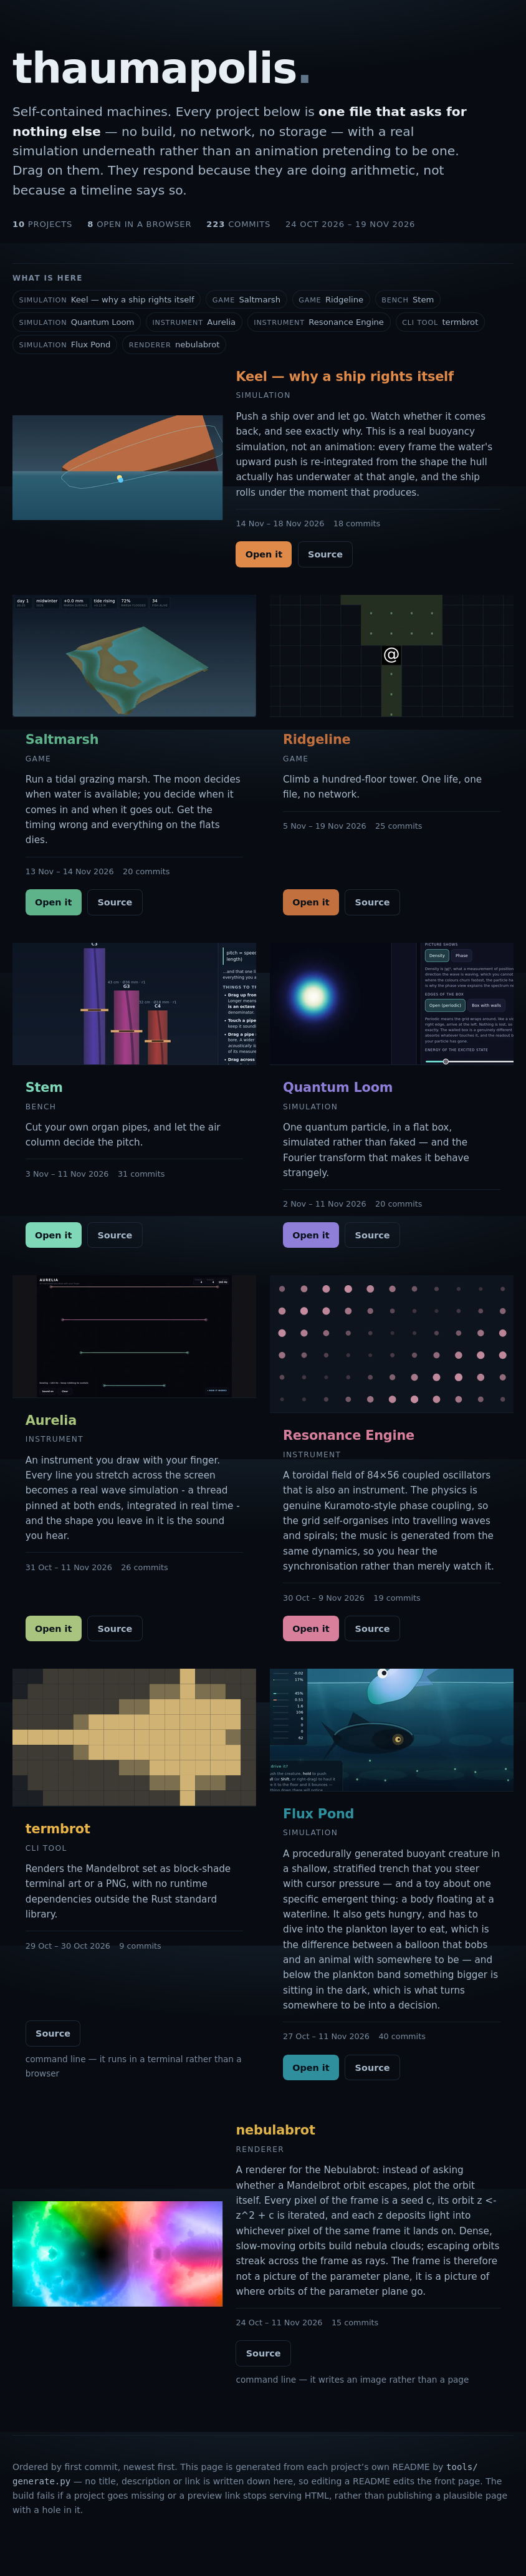 thaumapolis.
Self-contained machines. Every project below is one file that asks for
nothing else — no build, no network, no storage — with a real
simulation underneath rather than an animation pretending to be one.
Drag on them. They respond because they are doing arithmetic, not
because a timeline says so.
10 PROJECTS 8 OPEN IN A BROWSER 223 COMMITS 24 OCT 2026 – 19 NOV 2026
WHAT IS HERE
SIMULATION Keel — why a ship rights itself GAME Saltmarsh GAME Ridgeline BENCH Stem
SIMULATION Quantum Loom INSTRUMENT Aurelia INSTRUMENT Resonance Engine CLI TOOL termbrot
SIMULATION Flux Pond RENDERER nebulabrot
Keel — why a ship rights itself
SIMULATION
Push a ship over and let go. Watch whether it comes
back, and see exactly why. This is a real buoyancy
simulation, not an animation: every frame the water's
upward push is re-integrated from the shape the hull
actually has underwater at that angle, and the ship
rolls under the moment that produces.
14 Nov – 18 Nov 2026 18 commits
Open it Source
day 1 midwinter +0.0 mm tide rising 72% 34
Saltmarsh
GAME
Run a tidal grazing marsh. The moon decides
when water is available; you decide when it
comes in and when it goes out. Get the
timing wrong and everything on the flats
dies.
13 Nov – 14 Nov 2026 20 commits
Open it Source
@
Ridgeline
GAME
Climb a hundred-floor tower. One life, one
file, no network.
5 Nov – 19 Nov 2026 25 commits
Open it Source
C3
G3
C4
pitch = speed
length)
Stem
BENCH
Cut your own organ pipes, and let the air
column decide the pitch.
3 Nov – 11 Nov 2026 31 commits
Open it Source
PICTURE SHOWS
Density Phase
EDGES OF THE BOX
Open (periodic) Box with walls
ENERGY OF THE EXCITED STATE
Quantum Loom
SIMULATION
One quantum particle, in a flat box,
simulated rather than faked — and the
Fourier transform that makes it behave
strangely.
2 Nov – 11 Nov 2026 20 commits
Open it Source
AURELIA
Aurelia
INSTRUMENT
An instrument you draw with your finger.
Every line you stretch across the screen
becomes a real wave simulation - a thread
pinned at both ends, integrated in real time -
and the shape you leave in it is the sound
you hear.
31 Oct – 11 Nov 2026 26 commits
Open it Source
Resonance Engine
INSTRUMENT
A toroidal field of 84×56 coupled oscillators
that is also an instrument. The physics is
genuine Kuramoto-style phase coupling, so
the grid self-organises into travelling waves
and spirals; the music is generated from the
same dynamics, so you hear the
synchronisation rather than merely watch it.
30 Oct – 9 Nov 2026 19 commits
Open it Source
termbrot
CLI TOOL
Renders the Mandelbrot set as block-shade
terminal art or a PNG, with no runtime
dependencies outside the Rust standard
library.
29 Oct – 30 Oct 2026 9 commits
Source
command line — it runs in a terminal rather than a
browser
Flux Pond
SIMULATION
A procedurally generated buoyant creature in
a shallow, stratified trench that you steer
with cursor pressure — and a toy about one
specific emergent thing: a body floating at a
waterline. It also gets hungry, and has to
dive into the plankton layer to eat, which is
the difference between a balloon that bobs
and an animal with somewhere to be — and
below the plankton band something bigger is
sitting in the dark, which is what turns
somewhere to be into a decision.
27 Oct – 11 Nov 2026 40 commits
Open it Source
nebulabrot
RENDERER
A renderer for the Nebulabrot: instead of asking
whether a Mandelbrot orbit escapes, plot the orbit
itself. Every pixel of the frame is a seed c, its orbit z <-
z^2 + c is iterated, and each z deposits light into
whichever pixel of the same frame it lands on. Dense,
slow-moving orbits build nebula clouds; escaping orbits
streak across the frame as rays. The frame is therefore
not a picture of the parameter plane, it is a picture of
where orbits of the parameter plane go.
24 Oct – 11 Nov 2026 15 commits
Source
command line — it writes an image rather than a page
Ordered by first commit, newest first. This page is generated from each project's own README by tools/
generate.py — no title, description or link is written down here, so editing a README edits the front page. The
build fails if a project goes missing or a preview link stops serving HTML, rather than publishing a plausible page
with a hole in it.